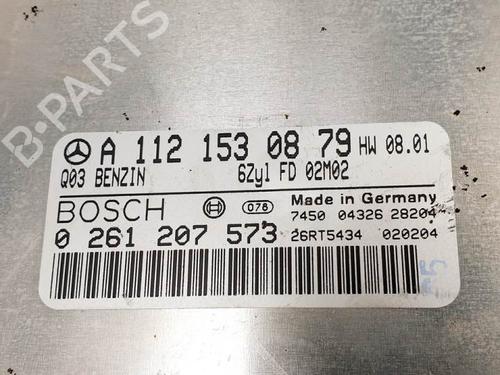 A 112 153 08 79 HW 08.01
Q03 BENZIN 6Zyl FD 02M02
BOSCH 078 Made in Germany
7450 04326 28204
0 261 207 573 26RT5434 020204
B-PARTS